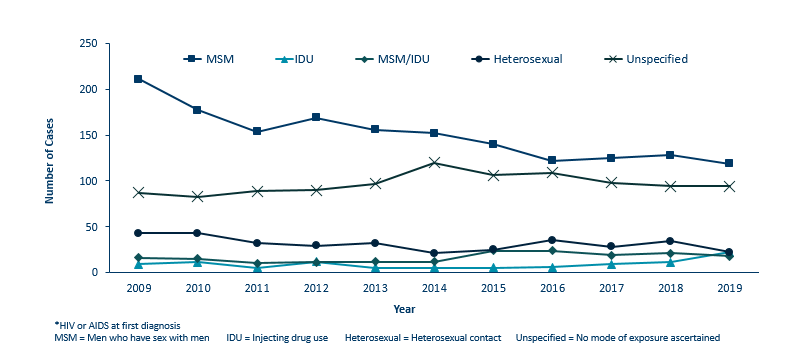 250
MSM IDU MSM/IDU Heterosexual Unspecified
200
150
100
50
0
Number of Cases
2009 2010 2011 2012 2013 2014 2015 2016 2017 2018 2019
Year
*HIV or AIDS at first diagnosis
MSM = Men who have sex with men IDU = Injecting drug use Heterosexual = Heterosexual contact Unspecified = No mode of exposure ascertained